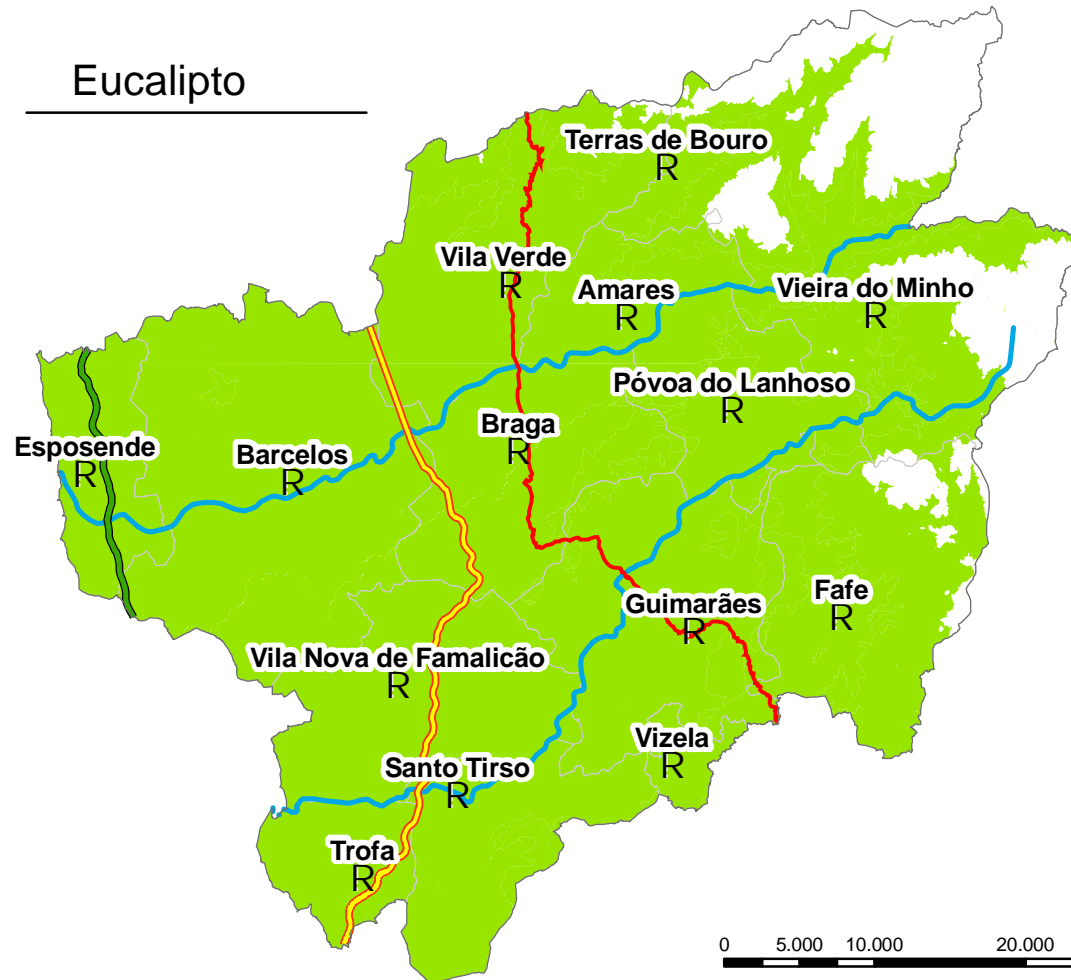 Eucalipto
Terras de Bouro
R
Vila Verde
R
Amares
R
Vieira do Minho
R
Póvoa do Lanhoso
R
Braga
R
Esposende
R
Barcelos
R
Guimarães
R
Fafe
R
Vila Nova de Famalicão
R
Vizela
R
Santo Tirso
R
Trofa
R
0 5.000 10.000 20.000